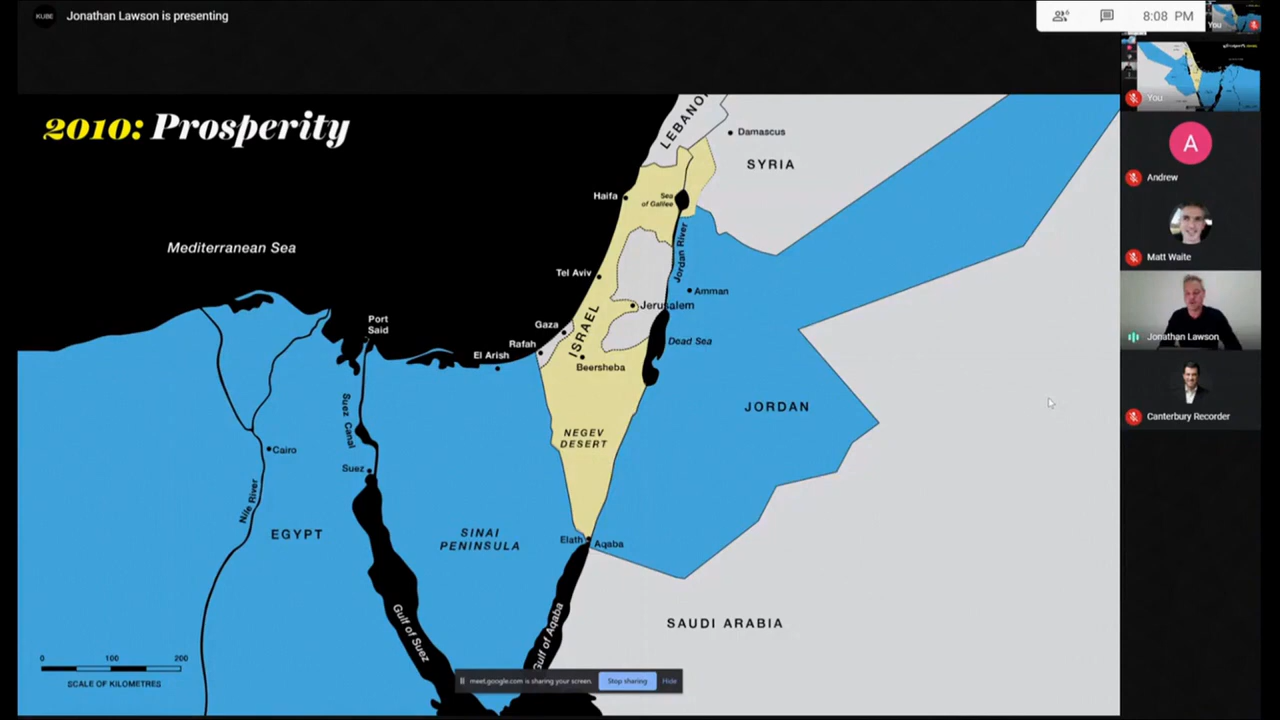 KUBE
Jonathan Lawson is presenting
6
8:08 PM
You
2010: Prosperity
LEBANON
Damascus
SYRIA
Haifa
Sea
of Galilee
Mediterranean Sea
Jordan River
Tel Aviv
Amman
Jerusalem
Port
Said
Gaza
ISRAEL
Rafah
Dead Sea
El Arish
Beersheba
Suez Canal
JORDAN
NEGEV
DESERT
Cairo
Suez
Nile River
EGYPT
SINAI
PENINSULA
Elath
Aqaba
Gulf of Suez
Gulf of Aqaba
SAUDI ARABIA
0 100 200
SCALE OF KILOMETRES
meet.google.com is sharing your screen.
Stop sharing
Hide
You
A
Andrew
Matt Waite
Jonathan Lawson
Canterbury Recorder